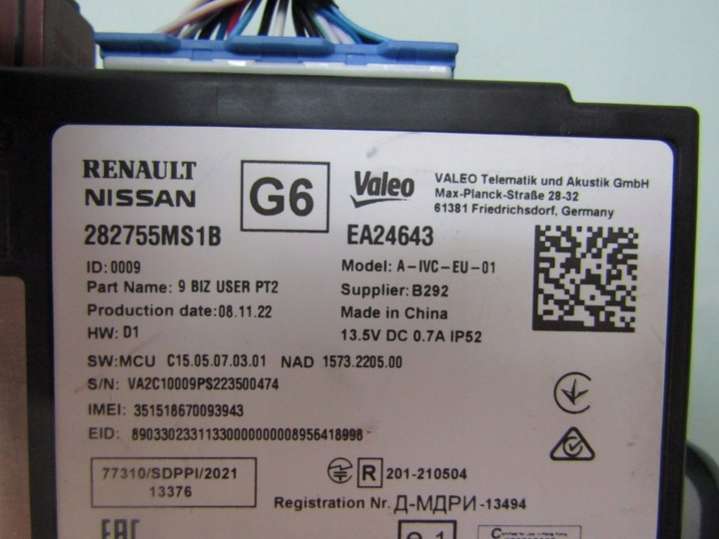 RENAULT
NISSAN
G6
Valeo
VALEO Telematik und Akustik GmbH
Max-Planck-Straße 28-32
61381 Friedrichsdorf, Germany
282755MS1B
EA24643
ID:0009
Model: A-IVC-EU-01
Part Name: 9 BIZ USER PT2
Supplier: B292
Production date:08.11.22
Made in China
HW: D1
13.5V DC 0.7A IP52
SW:MCU C15.05.07.03.01 NAD 1573.2205.00
S/N: VA2C10009PS223500474
IMEI: 351518670093943
EID: 89033023311330000000008956418998
77310/SDPPI/2021
13376
R 201-210504
Registration Nr. Д-МДРИ-13494
EAC
e 1